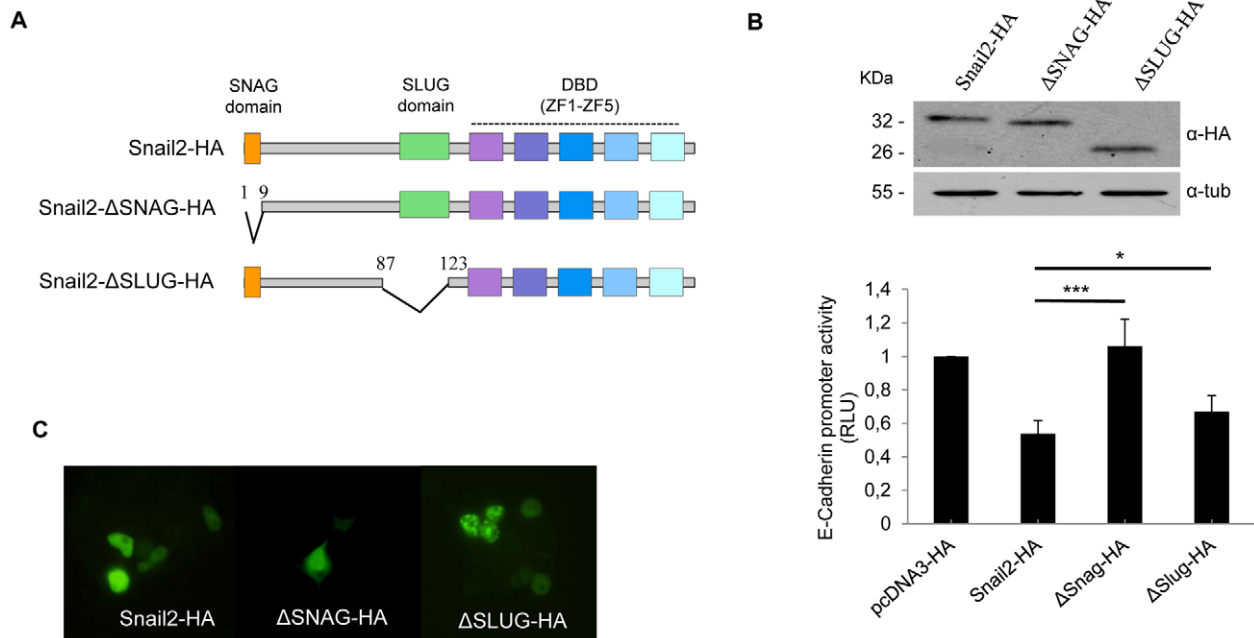 A
SNAG domain
SLUG domain
DBD (ZF1-ZF5)
Snail2-HA
1 9
Snail2-ΔSNAG-HA
87 123
Snail2-ΔSLUG-HA
B
Snail2-HA
ΔSNAG-HA
ΔSLUG-HA
KDa
32 -
26 -
α-HA
55 -
α-tub
*
***
E-Cadherin promoter activity (RLU)
1,4
1,2
1
0,8
0,6
0,4
0,2
0
pcDNA3-HA
Snail2-HA
ΔSnag-HA
ΔSlug-HA
C
Snail2-HA
ΔSNAG-HA
ΔSLUG-HA